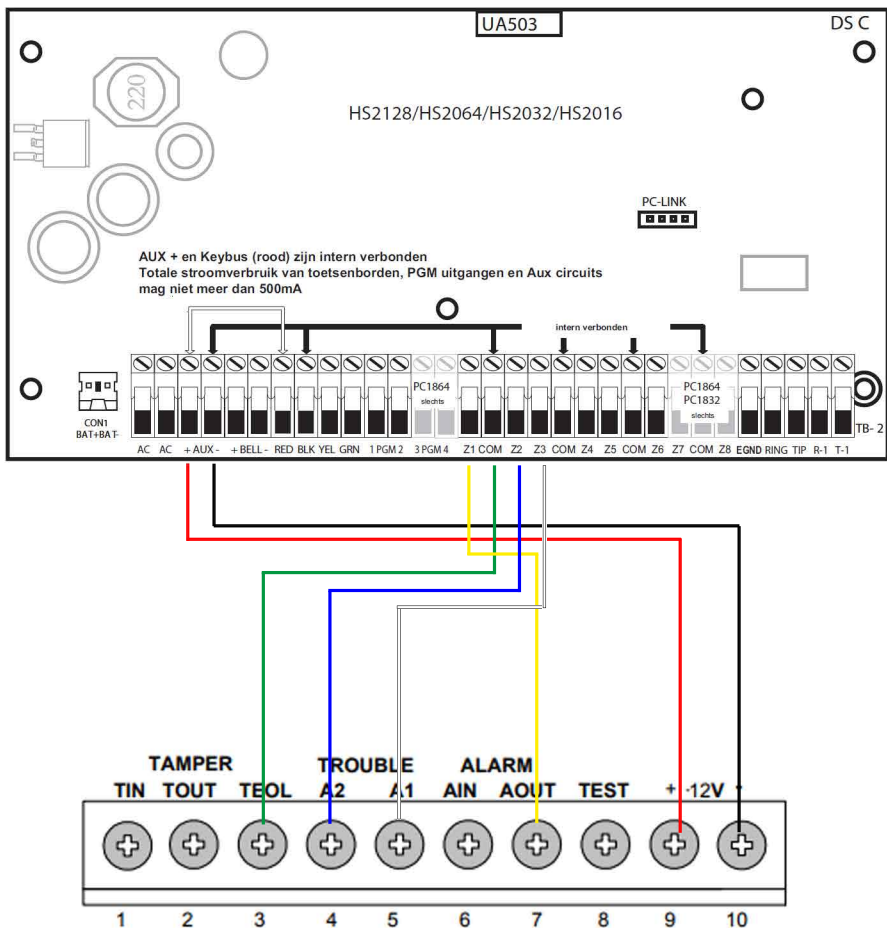 UA503
DS C
220
HS2128/HS2064/HS2032/HS2016
PC-LINK
AUX + en Keybus (rood) zijn intern verbonden
Totale stroomverbruik van toetsenborden, PGM uitgangen en Aux circuits
mag niet meer dan 500mA
intern verbonden
PC1864
slechts
PC1864
PC1832
slechts
CON1
BAT+BAT-
TB- 2
AC AC + AUX - + BELL - RED BLK YEL GRN 1 PGM 2 3 PGM 4 Z1 COM Z2 Z3 COM Z4 Z5 COM Z6 Z7 COM Z8 EGND RING TIP R-1 T-1
TAMPER TROUBLE ALARM
TIN TOUT TEOL A2 A1 AIN AOUT TEST + -12V -
1 2 3 4 5 6 7 8 9 10